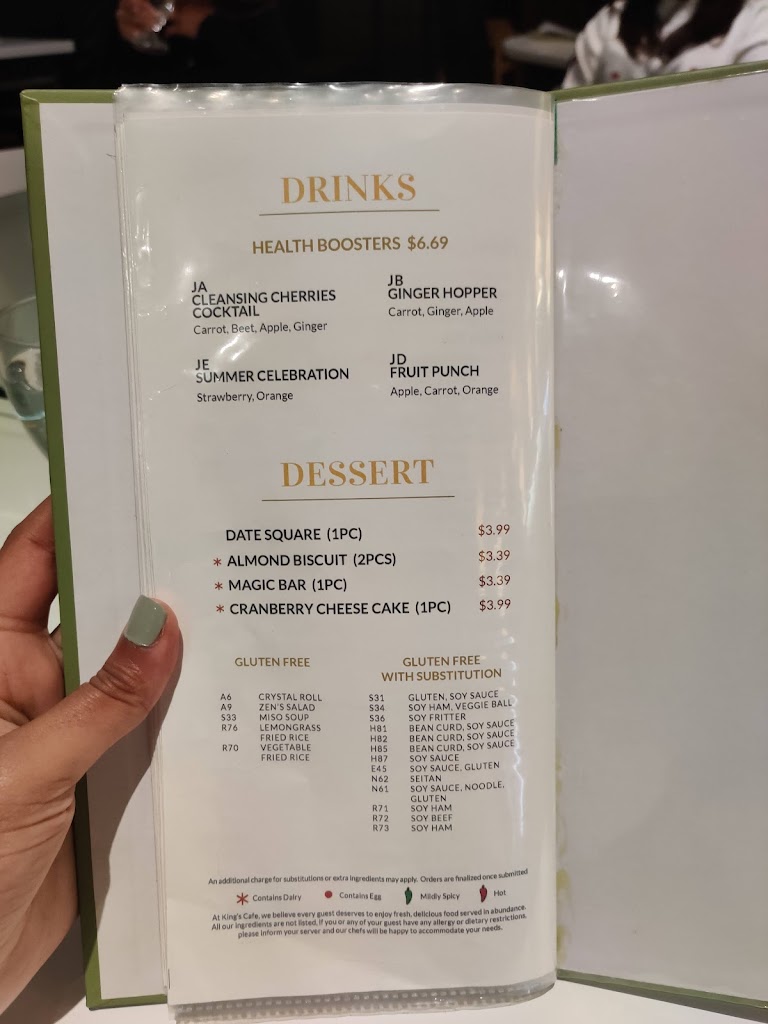 DRINKS
HEALTH BOOSTERS $6.69
JA
CLEANSING CHERRIES
COCKTAIL
Carrot, Beet, Apple, Ginger
JB
GINGER HOPPER
Carrot, Ginger, Apple
JE
SUMMER CELEBRATION
Strawberry, Orange
JD
FRUIT PUNCH
Apple, Carrot, Orange
DESSERT
DATE SQUARE (1PC) $3.99
* ALMOND BISCUIT (2PCS) $3.39
* MAGIC BAR (1PC) $3.39
* CRANBERRY CHEESE CAKE (1PC) $3.99
GLUTEN FREE
A6 CRYSTAL ROLL
A9 ZEN'S SALAD
S33 MISO SOUP
R76 LEMONGRASS
FRIED RICE
R70 VEGETABLE
FRIED RICE
GLUTEN FREE
WITH SUBSTITUTION
S31 GLUTEN, SOY SAUCE
S34 SOY HAM, VEGGIE BALL
S36 SOY FRITTER
H81 BEAN CURD, SOY SAUCE
H82 BEAN CURD, SOY SAUCE
H85 BEAN CURD, SOY SAUCE
H87 SOY SAUCE
E45 SOY SAUCE, GLUTEN
N62 SEITAN
N61 SOY SAUCE, NOODLE,
GLUTEN
R71 SOY HAM
R72 SOY BEEF
R73 SOY HAM
An additional charge for substitutions or extra ingredients may apply. Orders are finalized once submitted
* Contains Dairy Contains Egg Mildly Spicy Hot
At King's Cafe, we believe every guest deserves to enjoy fresh, delicious food served in abundance.
All our ingredients are not listed, if you or any of your guest have any allergy or dietary restrictions,
please inform your server and our chefs will be happy to accommodate your needs.